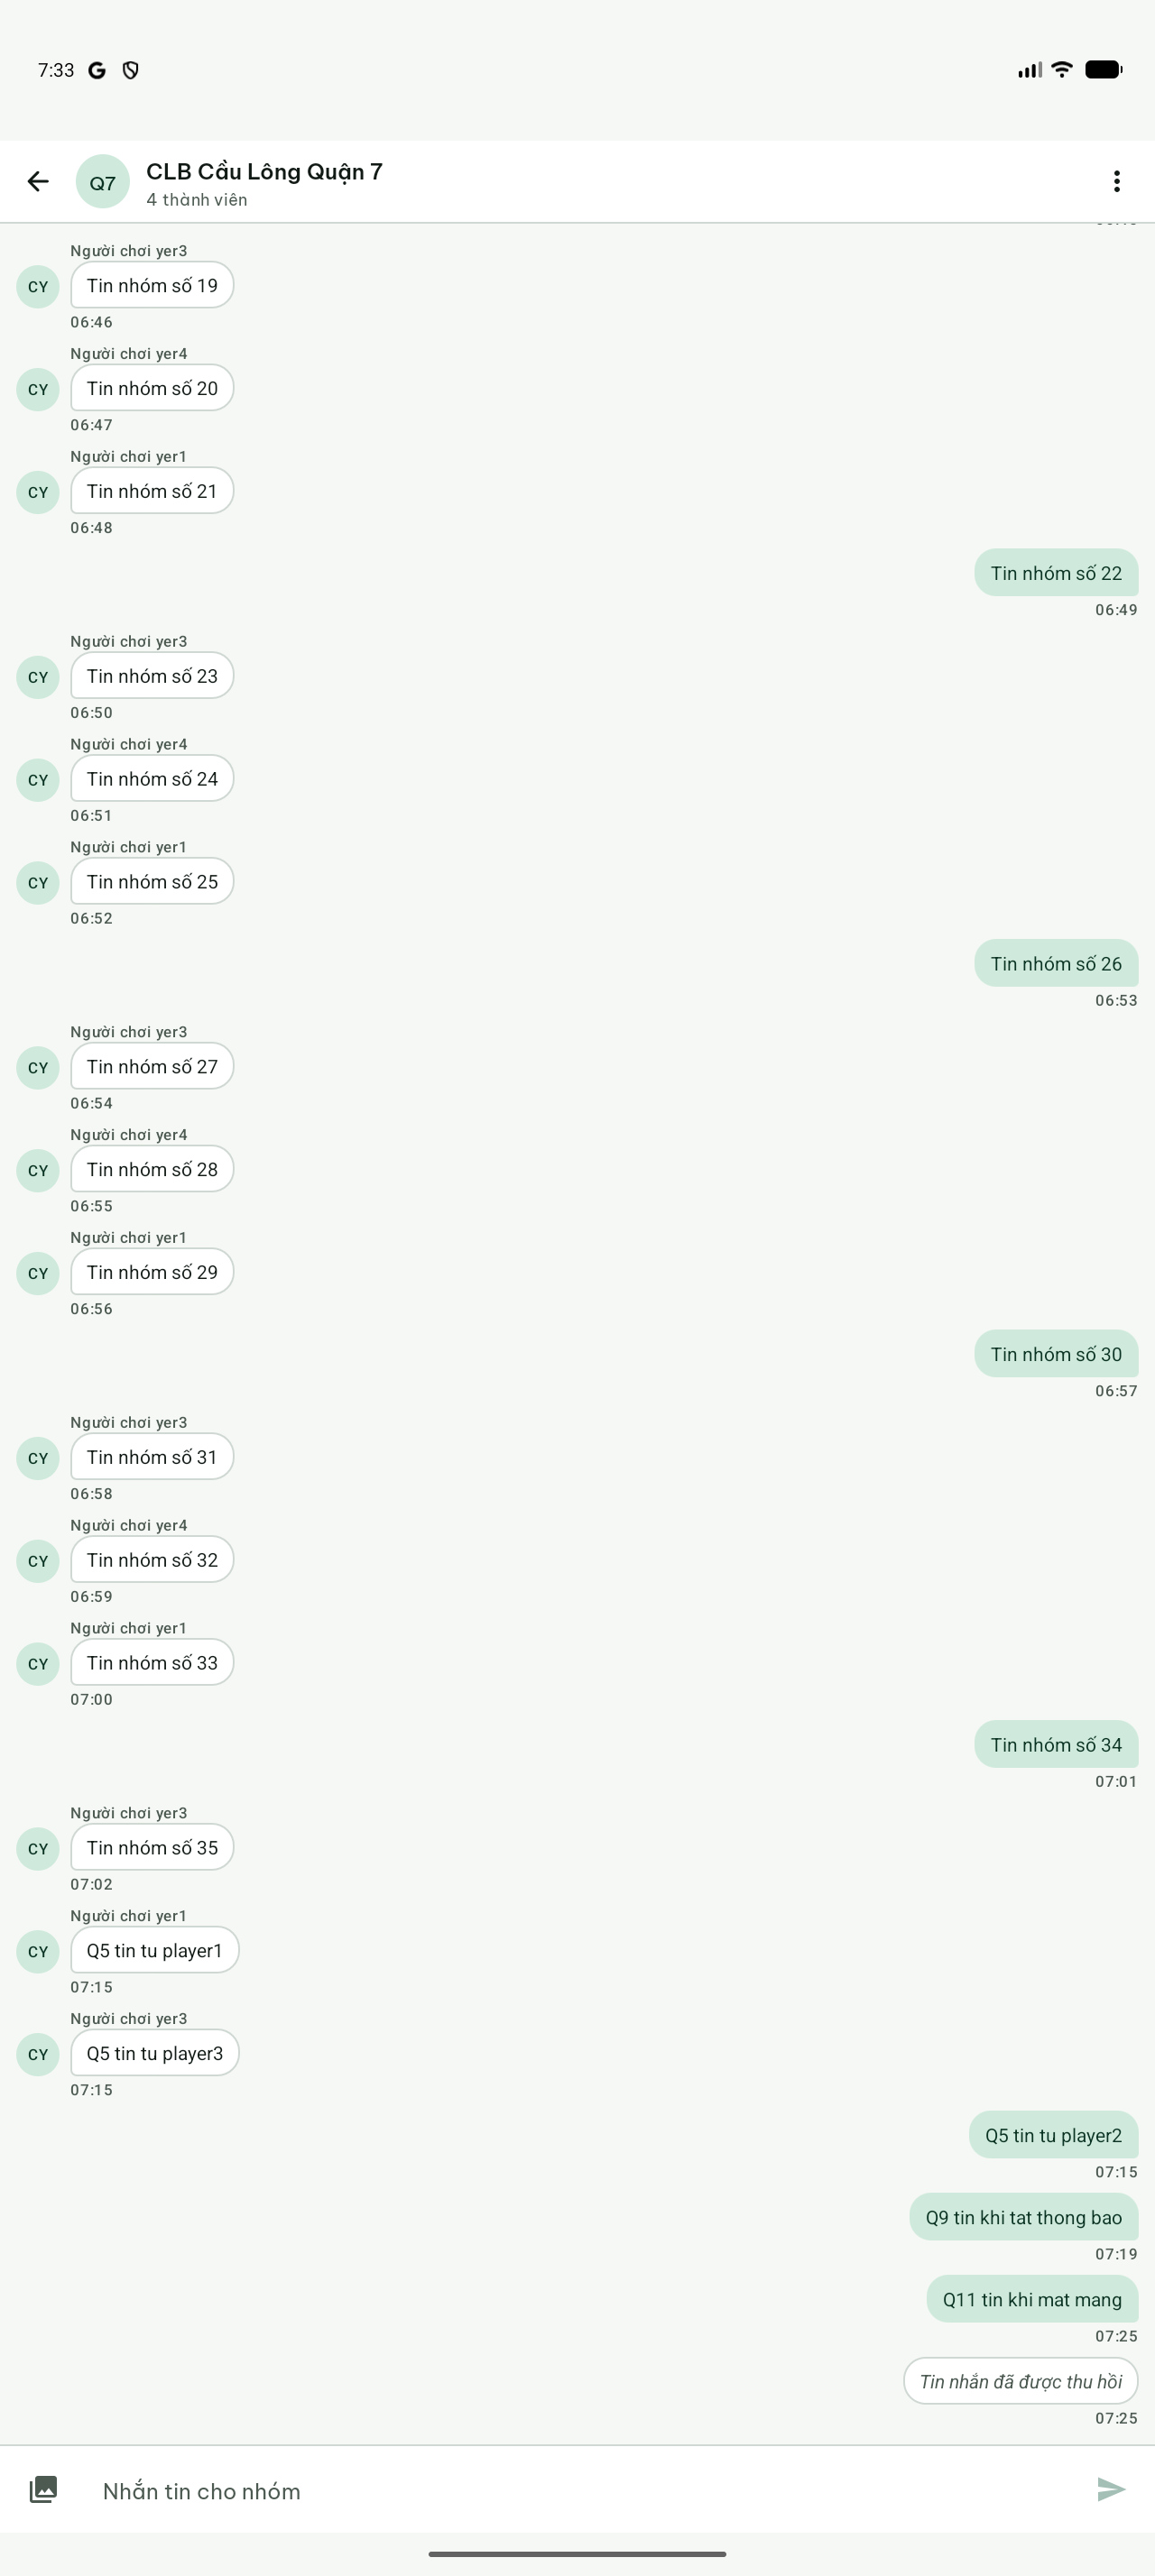 7:33
Q7
CLB Cầu Lông Quận 7
4 thành viên
Người chơi yer3
CY
Tin nhóm số 19
06:46
Người chơi yer4
CY
Tin nhóm số 20
06:47
Người chơi yer1
CY
Tin nhóm số 21
06:48
Tin nhóm số 22
06:49
Người chơi yer3
CY
Tin nhóm số 23
06:50
Người chơi yer4
CY
Tin nhóm số 24
06:51
Người chơi yer1
CY
Tin nhóm số 25
06:52
Tin nhóm số 26
06:53
Người chơi yer3
CY
Tin nhóm số 27
06:54
Người chơi yer4
CY
Tin nhóm số 28
06:55
Người chơi yer1
CY
Tin nhóm số 29
06:56
Tin nhóm số 30
06:57
Người chơi yer3
CY
Tin nhóm số 31
06:58
Người chơi yer4
CY
Tin nhóm số 32
06:59
Người chơi yer1
CY
Tin nhóm số 33
07:00
Tin nhóm số 34
07:01
Người chơi yer3
CY
Tin nhóm số 35
07:02
Người chơi yer1
CY
Q5 tin tu player1
07:15
Người chơi yer3
CY
Q5 tin tu player3
07:15
Q5 tin tu player2
07:15
Q9 tin khi tat thong bao
07:19
Q11 tin khi mat mang
07:25
Tin nhắn đã được thu hồi
07:25
Nhắn tin cho nhóm